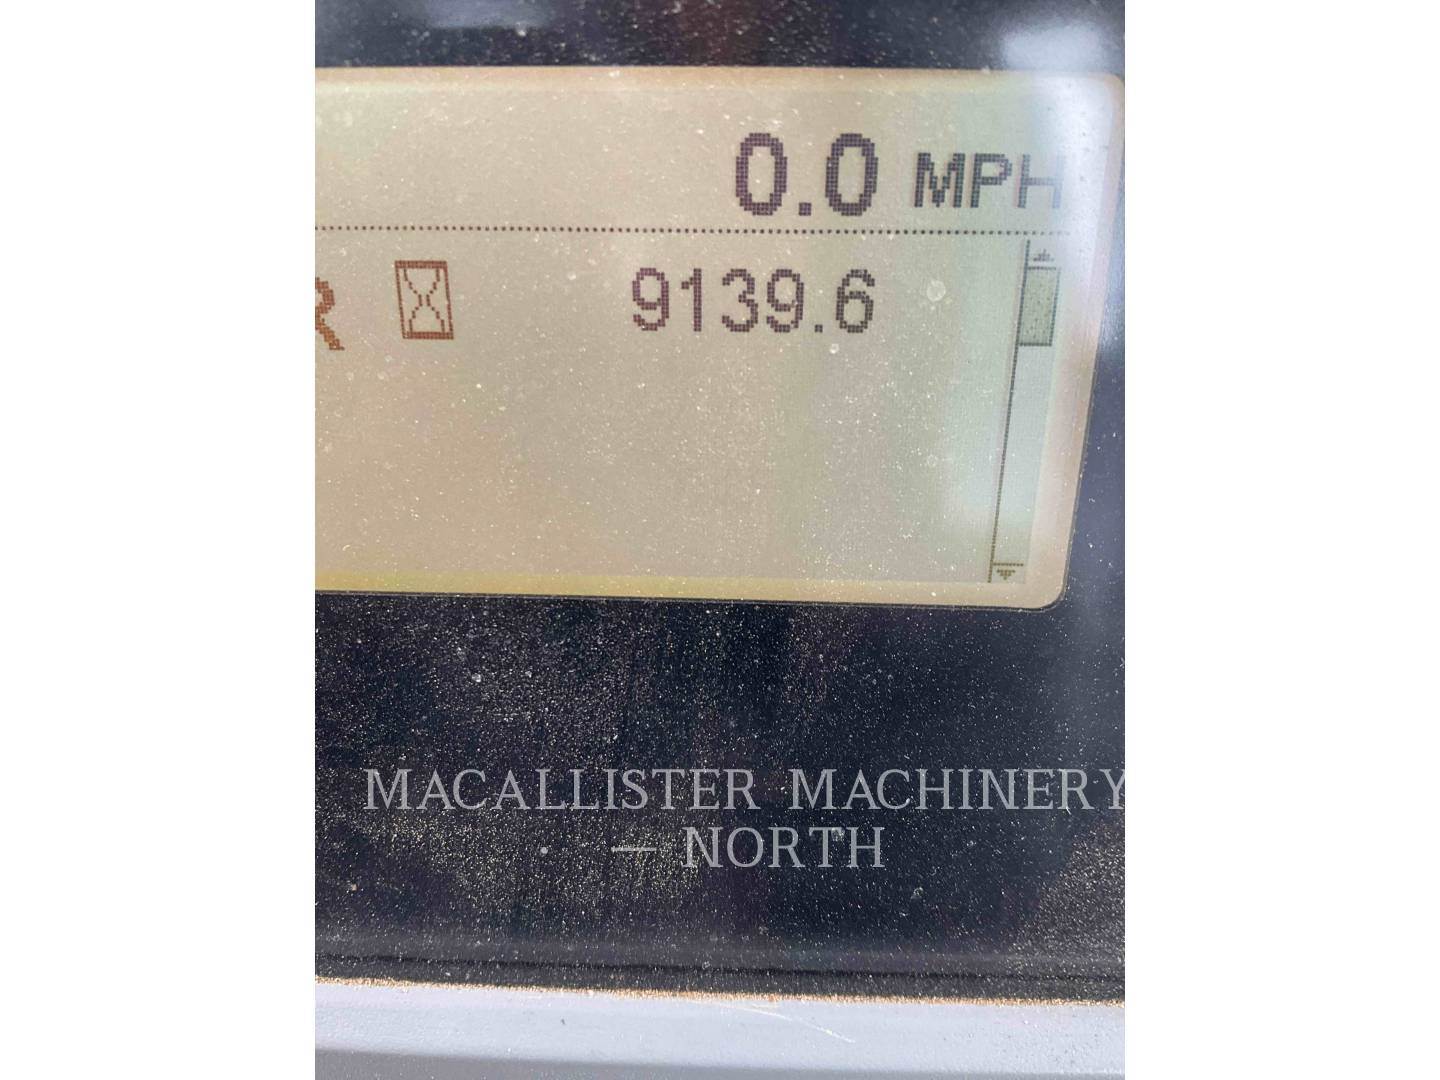 0.0 MPH
R 9139.6
MACALLISTER MACHINERY
— NORTH